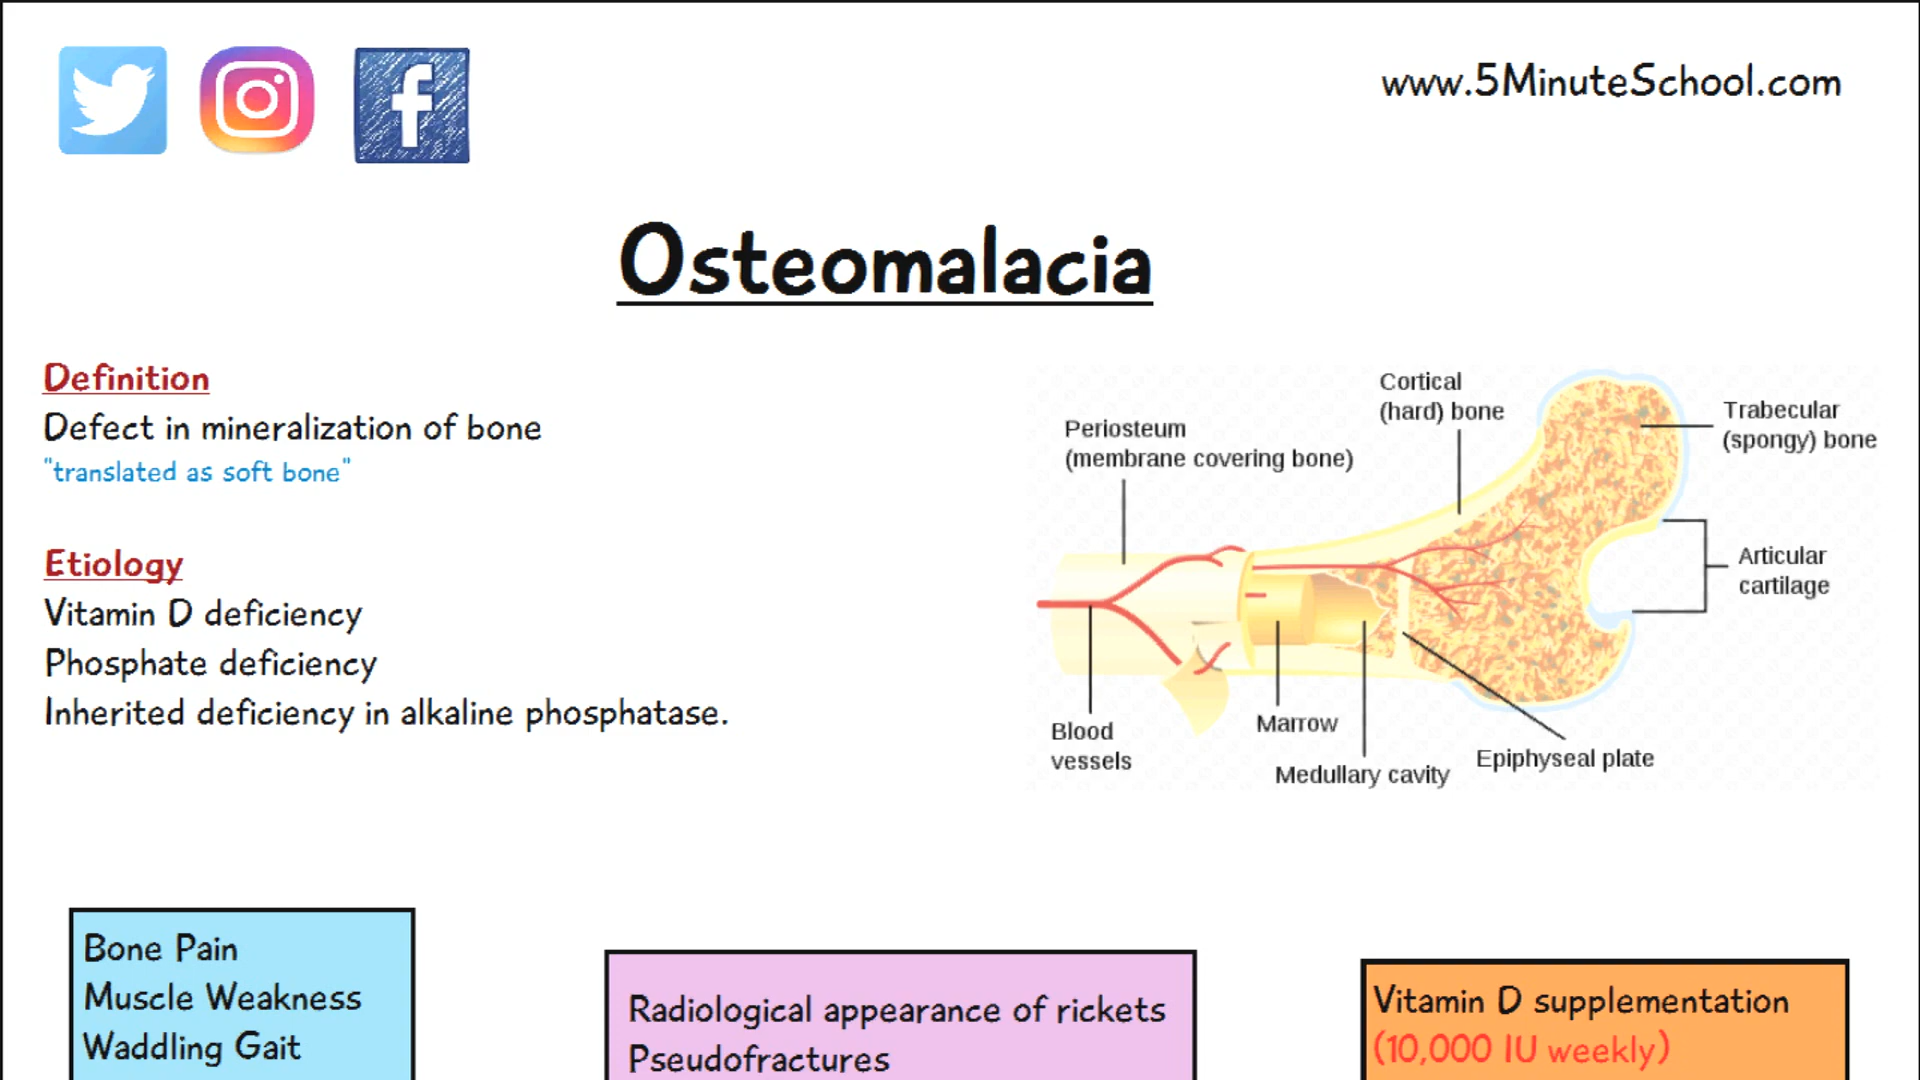 www.5MinuteSchool.com
Osteomalacia
Definition
Defect in mineralization of bone
"translated as soft bone"
Etiology
Vitamin D deficiency
Phosphate deficiency
Inherited deficiency in alkaline phosphatase.
Periosteum
(membrane covering bone)
Cortical
(hard) bone
Trabecular
(spongy) bone
Articular
cartilage
Blood
vessels
Marrow
Medullary cavity
Epiphyseal plate
Bone Pain
Muscle Weakness
Waddling Gait
Radiological appearance of rickets
Pseudofractures
Vitamin D supplementation
(10,000 IU weekly)